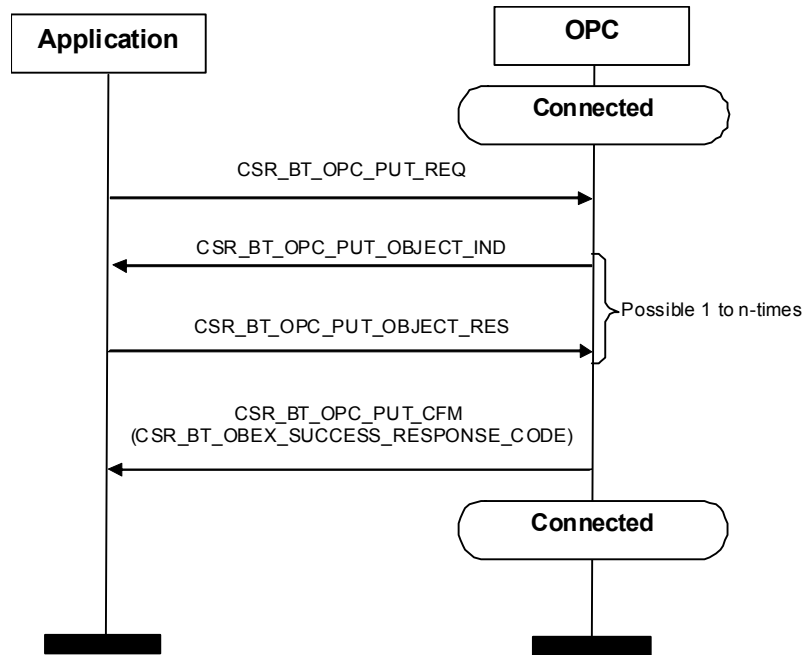 Application
OPC
Connected
CSR_BT_OPC_PUT_REQ
CSR_BT_OPC_PUT_OBJECT_IND
Possible 1 to n-times
CSR_BT_OPC_PUT_OBJECT_RES
CSR_BT_OPC_PUT_CFM
(CSR_BT_OBEX_SUCCESS_RESPONSE_CODE)
Connected